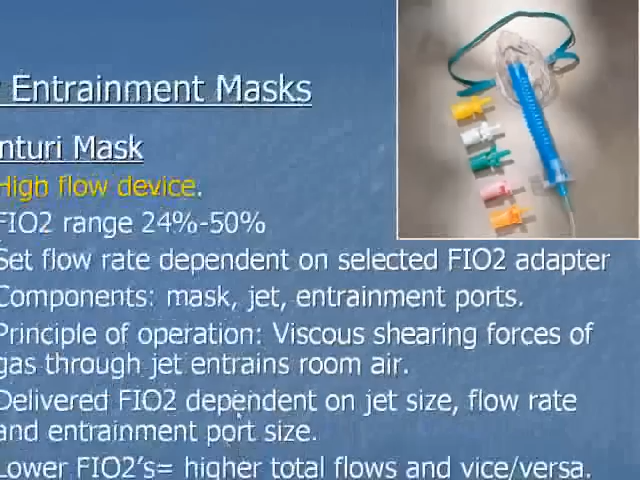 Entrainment Masks
nturi Mask
High flow device.
FIO2 range 24%-50%
Set flow rate dependent on selected FIO2 adapter
Components: mask, jet, entrainment ports.
Principle of operation: Viscous shearing forces of
gas through jet entrains room air.
Delivered FIO2 dependent on jet size, flow rate
and entrainment port size.
Lower FIO2's= higher total flows and vice/versa.